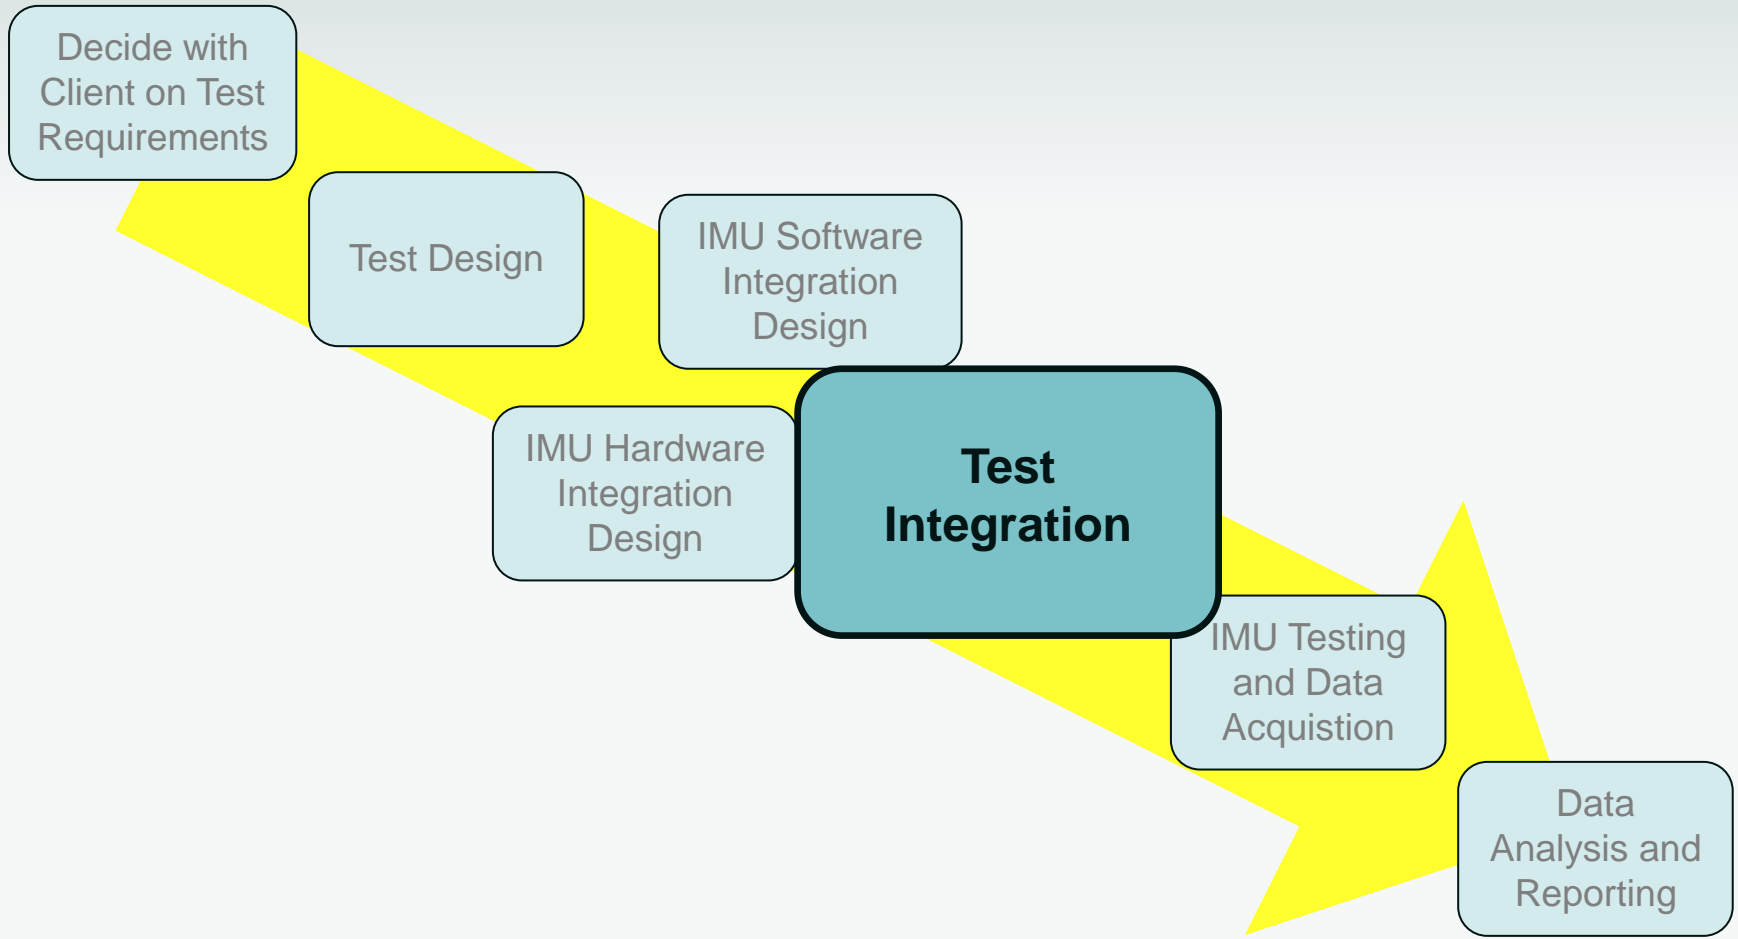 Decide with
Client on Test
Requirements
Test Design
IMU Software
Integration
Design
IMU Hardware
Integration
Design
Test
Integration
IMU Testing
and Data
Acquistion
Data
Analysis and
Reporting